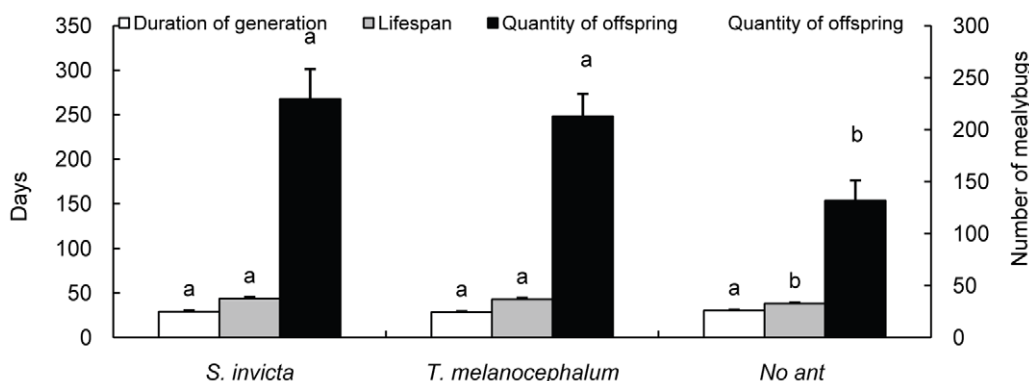 Duration of generation Lifespan Quantity of offspring Quantity of offspring
350
300
250
200
150
100
50
0
Days
a
a
a
a
a
a
a
b
b
300
250
200
150
100
50
0
Number of mealybugs
S. invicta T. melanocephalum No ant